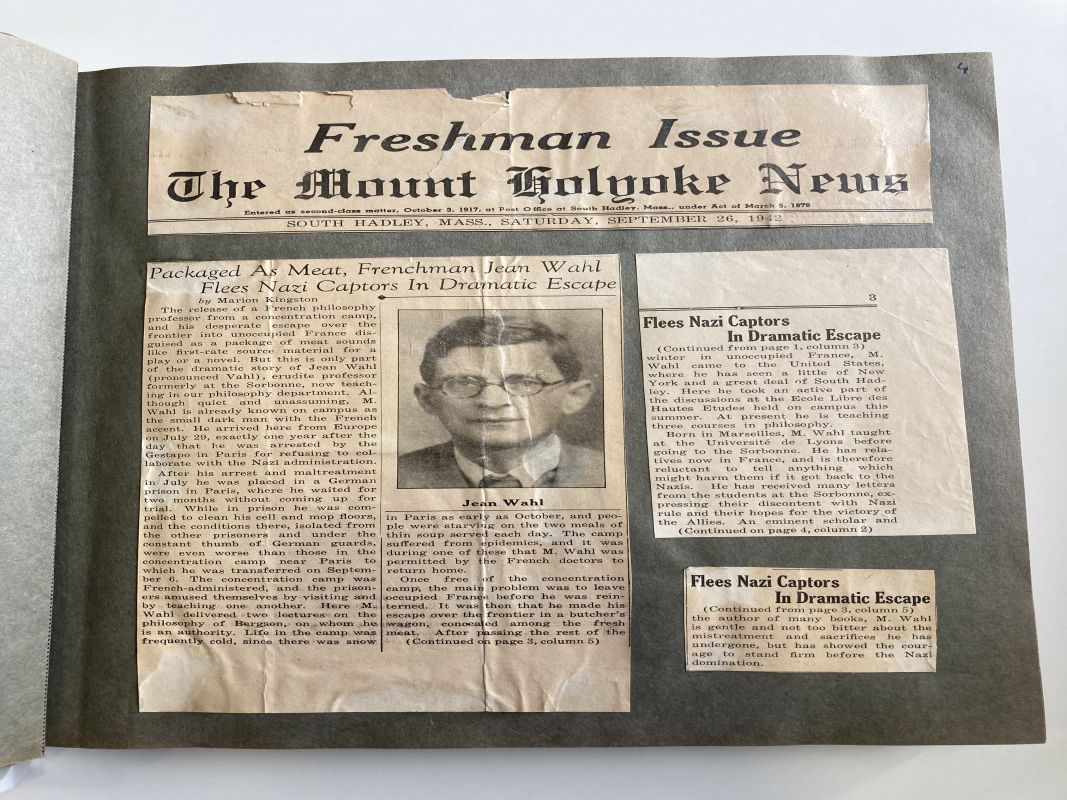 4
Freshman Issue
The Mount Holyoke News
Entered as second-class matter, October 3, 1917, at Post Office at South Hadley, Mass., under Act of March 5, 1872
SOUTH HADLEY, MASS., SATURDAY, SEPTEMBER 26, 1942
Packaged As Meat, Frenchman Jean Wahl
Flees Nazi Captors In Dramatic Escape
by Marion Kingston
The release of a French philosophy
professor from a concentration camp,
and his desperate escape over the
frontier into unoccupied France dis-
guised as a package of meat sounds
like first-rate source material for a
play or a novel. But this is only part
of the dramatic story of Jean Wahl
(pronounced Vahl), erudite professor
formerly at the Sorbonne, now teach-
ing in our philosophy department. Al-
though quiet and unassuming, M.
Wahl is already known on campus as
the small dark man with the French
accent. He arrived here from Europe
on July 29, exactly one year after the
day that he was arrested by the
Gestapo in Paris for refusing to col-
laborate with the Nazi administration.
After his arrest and maltreatment
in July he was placed in a German
prison in Paris, where he waited for
two months without coming up for
trial. While in prison he was com-
pelled to clean his cell and mop floors,
and the conditions there, isolated from
the other prisoners and under the
constant thumb of German guards,
were even worse than those in the
concentration camp near Paris to
which he was transferred on Septem-
ber 6. The concentration camp was
French-administered, and the prison-
ers amused themselves by visiting and
by teaching one another. Here M.
Wahl delivered two lectures on the
philosophy of Bergson, on whom he
is an authority. Life in the camp was
frequently cold, since there was snow
Jean Wahl
in Paris as early as October, and peo-
ple were starving on the two meals of
thin soup served each day. The camp
suffered from epidemics, and it was
during one of these that M. Wahl was
permitted by the French doctors to
return home.
Once free of the concentration
camp, the main problem was to leave
occupied France before he was rein-
terned. It was then that he made his
escape over the frontier in a butcher's
wagon, concealed among the fresh
meat. After passing the rest of the
(Continued on page 3, column 5)
3
Flees Nazi Captors
In Dramatic Escape
(Continued from page 1, column 3)
winter in unoccupied France, M.
Wahl came to the United States,
where he has seen a little of New
York and a great deal of South Had-
ley. Here he took an active part of
the discussions at the Ecole Libre des
Hautes Etudes held on campus this
summer. At present he is teaching
three courses in philosophy.
Born in Marseilles, M. Wahl taught
at the Université de Lyons before
going to the Sorbonne. He has rela-
tives now in France, and is therefore
reluctant to tell anything which
might harm them if it got back to the
Nazis. He has received many letters
from the students at the Sorbonne, ex-
pressing their discontent with Nazi
rule and their hopes for the victory of
the Allies. An eminent scholar and
(Continued on page 4, column 2)
Flees Nazi Captors
In Dramatic Escape
(Continued from page 3, column 5)
the author of many books, M. Wahl
is gentle and not too bitter about the
mistreatment and sacrifices he has
undergone, but has showed the cour-
age to stand firm before the Nazi
domination.